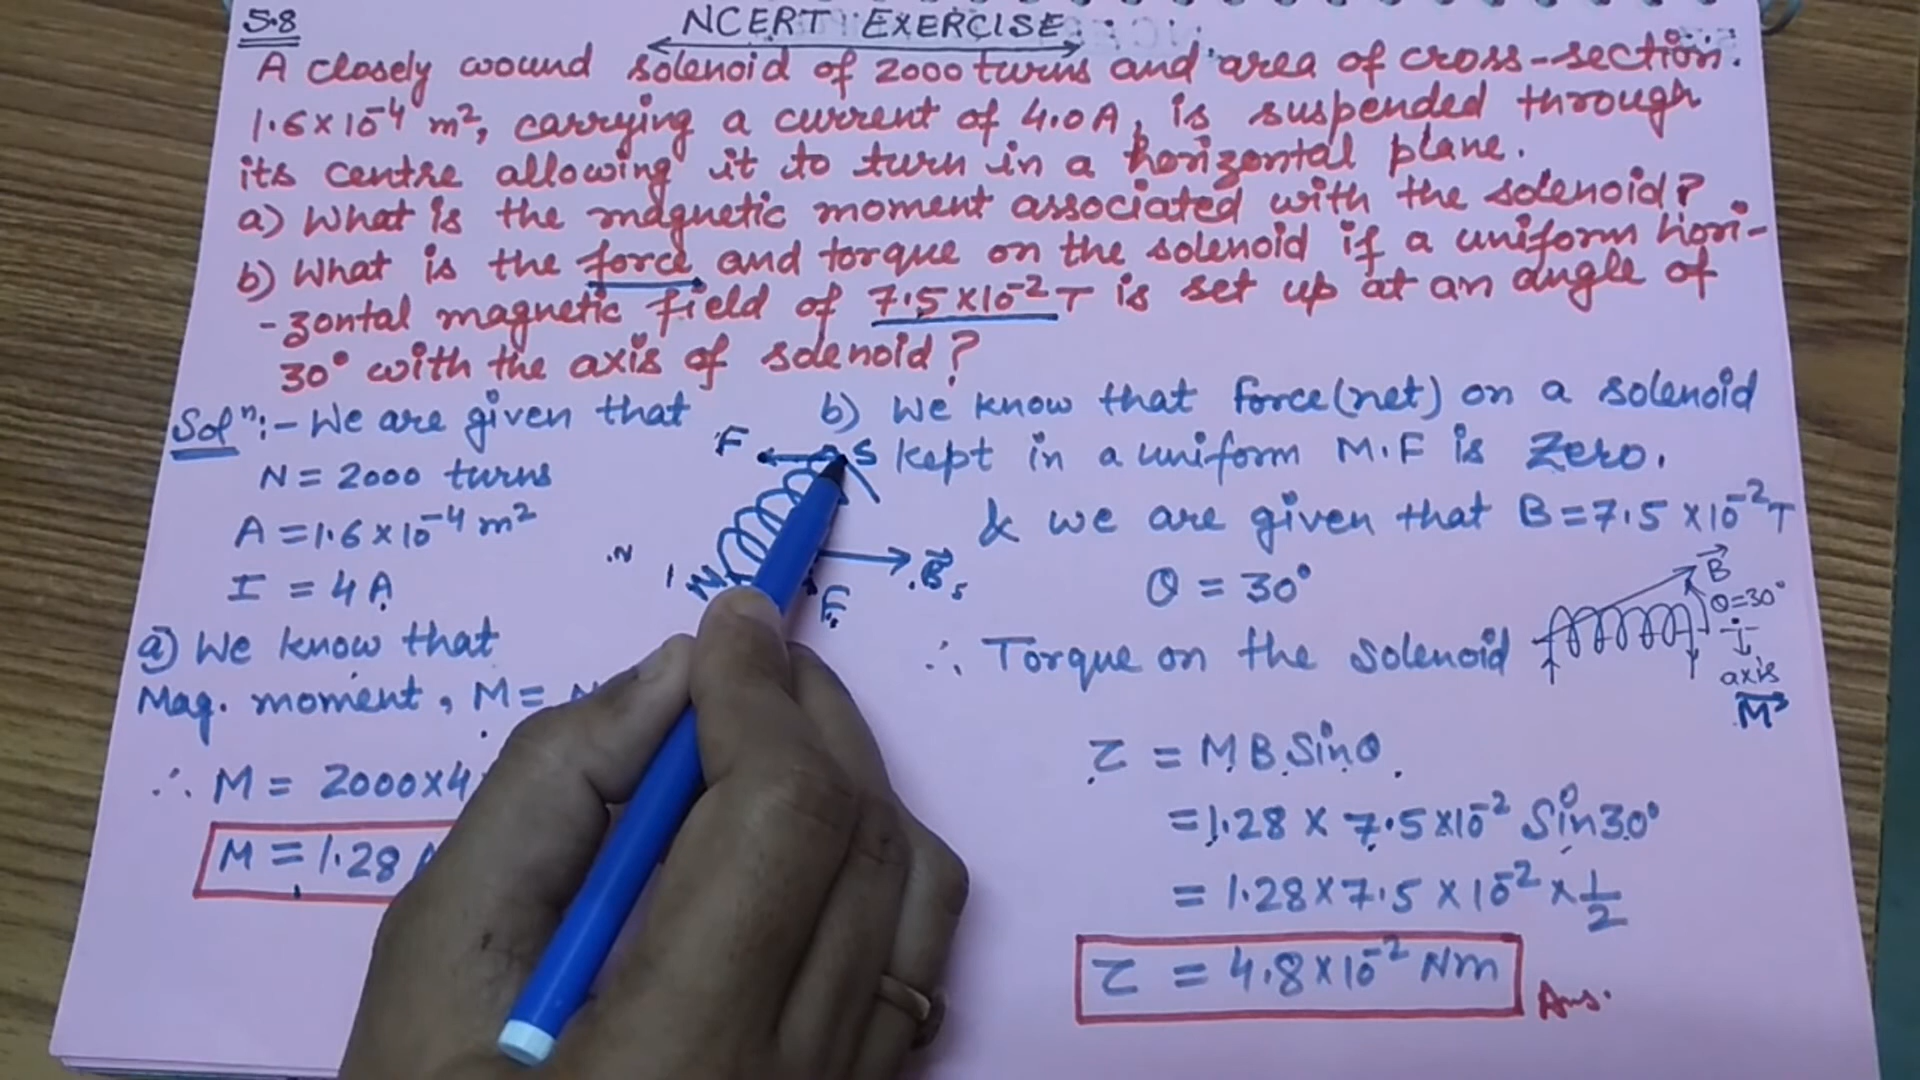 5.8
NCERT EXERCISE
A closely wound solenoid of 2000 turns and area of cross-section
1.6×10⁻⁴ m², carrying a current of 4.0A, is suspended through
its centre allowing it to turn in a horizontal plane.
a) What is the magnetic moment associated with the solenoid?
b) What is the force and torque on the solenoid if a uniform hori-
-zontal magnetic field of 7.5×10⁻² T is set up at an angle of
30° with the axis of solenoid?
Solⁿ:- We are given that
N = 2000 turns
A = 1.6×10⁻⁴ m²
I = 4A
a) We know that
Mag. moment, M =
∴ M = 2000×4
M = 1.28
F
S
N
B⃗
S
F
b) We know that force(net) on a solenoid
kept in a uniform M.F is Zero.
& we are given that B = 7.5×10⁻² T
θ = 30°
∴ Torque on the solenoid
B⃗
θ=30°
axis
M⃗
τ = MBSinθ
= 1.28 × 7.5×10⁻² Sin30°
= 1.28×7.5×10⁻² × 1/2
τ = 4.8×10⁻² Nm
Ans.